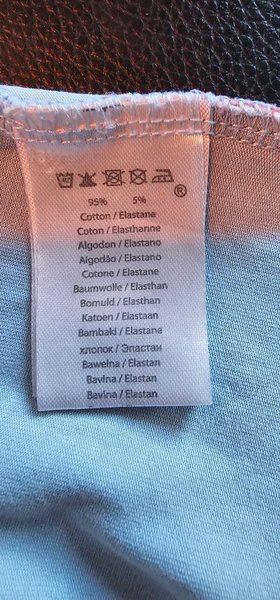 95% 5%
®
Cotton / Elastane
Coton / Elasthanne
Algodon / Elastano
Algodão / Elastano
Cotone / Elastane
Baumwolle / Elasthan
Bomuld / Elasthan
Katoen / Elastaan
Bambaki / Elastane
хлопок / Эластан
Bawełna / Elastan
Bavlna / Elastan
Bavina / Elastan